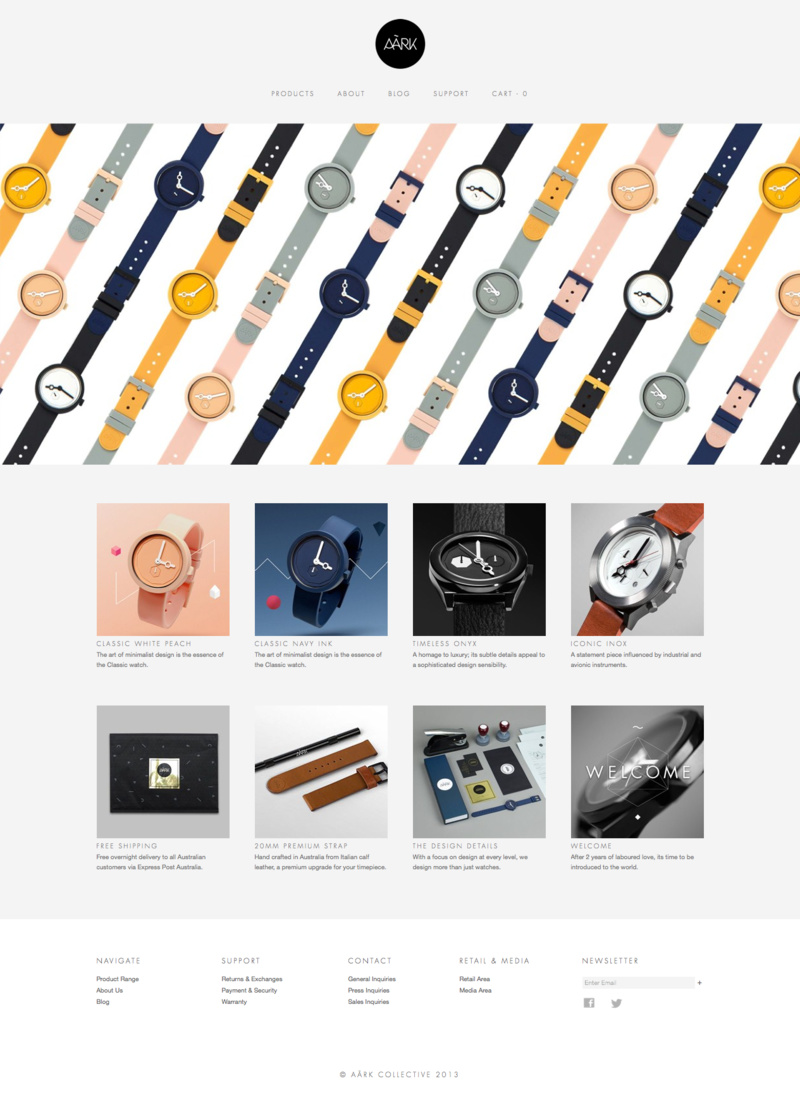 AÃRK
PRODUCTS ABOUT BLOG SUPPORT CART - 0
CLASSIC WHITE PEACH
The art of minimalist design is the essence of
the Classic watch.
CLASSIC NAVY INK
The art of minimalist design is the essence of
the Classic watch.
TIMELESS ONYX
A homage to luxury; its subtle details appeal to
a sophisticated design sensibility.
ICONIC INOX
A statement piece influenced by industrial and
avionic instruments.
FREE SHIPPING
Free overnight delivery to all Australian
customers via Express Post Australia.
20MM PREMIUM STRAP
Hand crafted in Australia from Italian calf
leather, a premium upgrade for your timepiece.
THE DESIGN DETAILS
With a focus on design at every level, we
design more than just watches.
WELCOME
WELCOME
After 2 years of laboured love, its time to be
introduced to the world.
NAVIGATE
Product Range
About Us
Blog
SUPPORT
Returns & Exchanges
Payment & Security
Warranty
CONTACT
General Inquiries
Press Inquiries
Sales Inquiries
RETAIL & MEDIA
Retail Area
Media Area
NEWSLETTER
Enter Email +
© AÃRK COLLECTIVE 2013